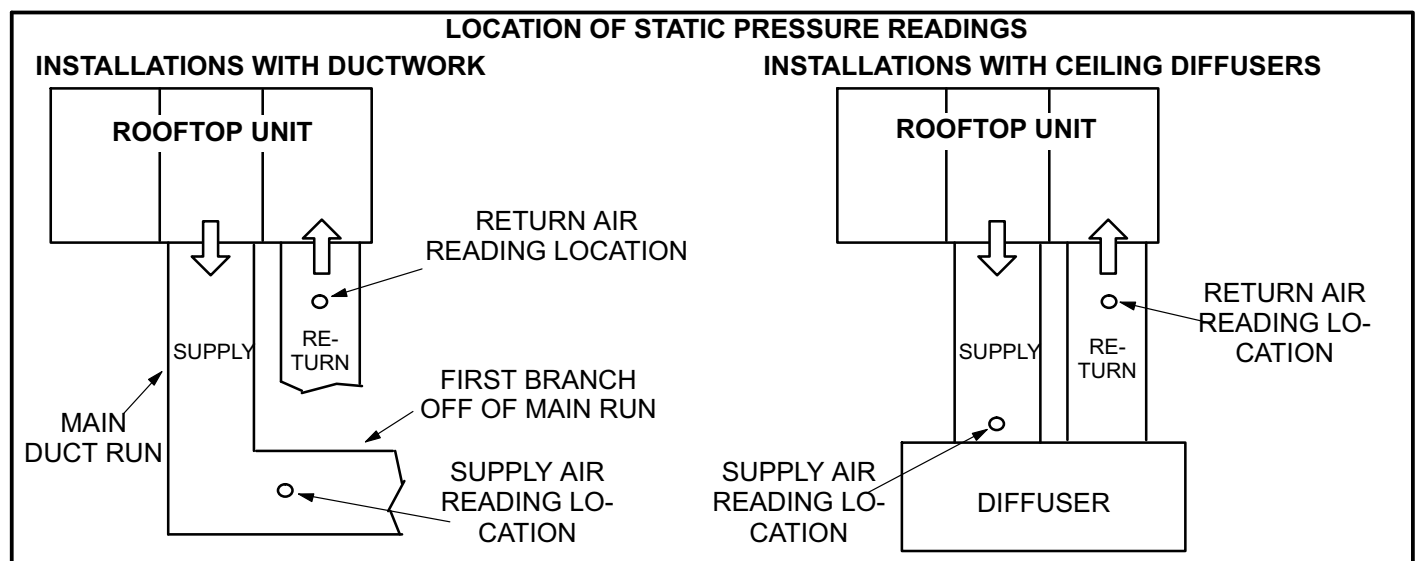 LOCATION OF STATIC PRESSURE READINGS
INSTALLATIONS WITH DUCTWORK
ROOFTOP UNIT
RETURN AIR
READING LOCATION
SUPPLY
RE-
TURN
FIRST BRANCH
OFF OF MAIN RUN
MAIN
DUCT RUN
SUPPLY AIR
READING LO-
CATION
INSTALLATIONS WITH CEILING DIFFUSERS
ROOFTOP UNIT
RETURN AIR
READING LO-
CATION
SUPPLY
RE-
TURN
SUPPLY AIR
READING LO-
CATION
DIFFUSER